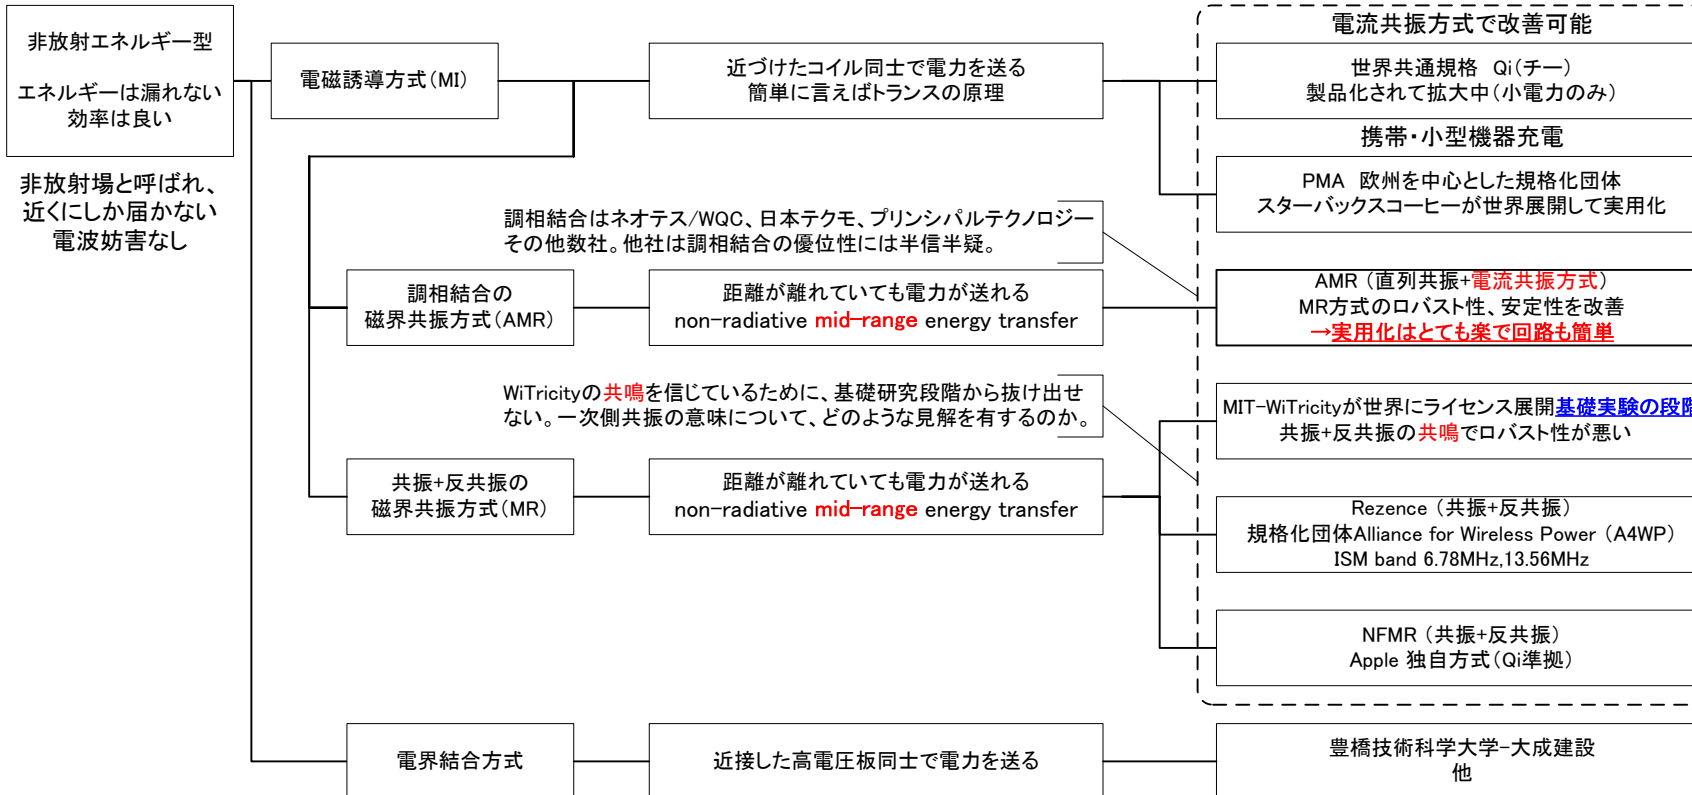 非放射エネルギー型
エネルギーは漏れない
効率は良い
非放射場と呼ばれ、
近くにしか届かない
電波妨害なし
電磁誘導方式（MI）
近づけたコイル同士で電力を送る
簡単に言えばトランスの原理
電流共振方式で改善可能
世界共通規格　Qi（チー）
製品化されて拡大中（小電力のみ）
携帯・小型機器充電
PMA　欧州を中心とした規格化団体
スターバックスコーヒーが世界展開して実用化
調相結合はネオテス/WQC、日本テクモ、プリンシパルテクノロジー
その他数社。他社は調相結合の優位性には半信半疑。
調相結合の
磁界共振方式（AMR）
距離が離れていても電力が送れる
non-radiative mid-range energy transfer
AMR （直列共振+電流共振方式）
MR方式のロバスト性、安定性を改善
→実用化はとても楽で回路も簡単
WiTricityの共鳴を信じているために、基礎研究段階から抜け出せ
ない。一次側共振の意味について、どのような見解を有するのか。
MIT-WiTricityが世界にライセンス展開基礎実験の段階
共振+反共振の共鳴でロバスト性が悪い
共振+反共振の
磁界共振方式（MR）
距離が離れていても電力が送れる
non-radiative mid-range energy transfer
Rezence （共振+反共振）
規格化団体Alliance for Wireless Power （A4WP）
ISM band 6.78MHz,13.56MHz
NFMR （共振+反共振）
Apple 独自方式（Qi準拠）
電界結合方式
近接した高電圧板同士で電力を送る
豊橋技術科学大学-大成建設
他